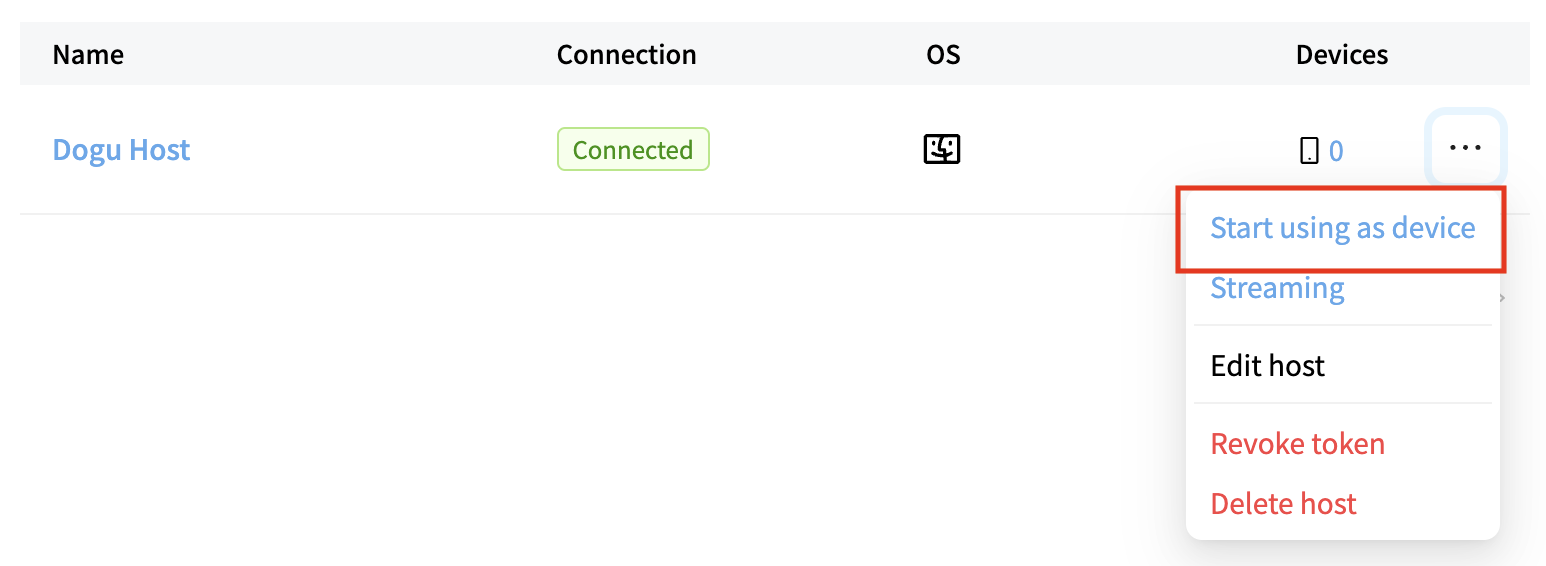 Name Connection OS Devices
Dogu Host Connected 0 ...
Start using as device
Streaming
Edit host
Revoke token
Delete host